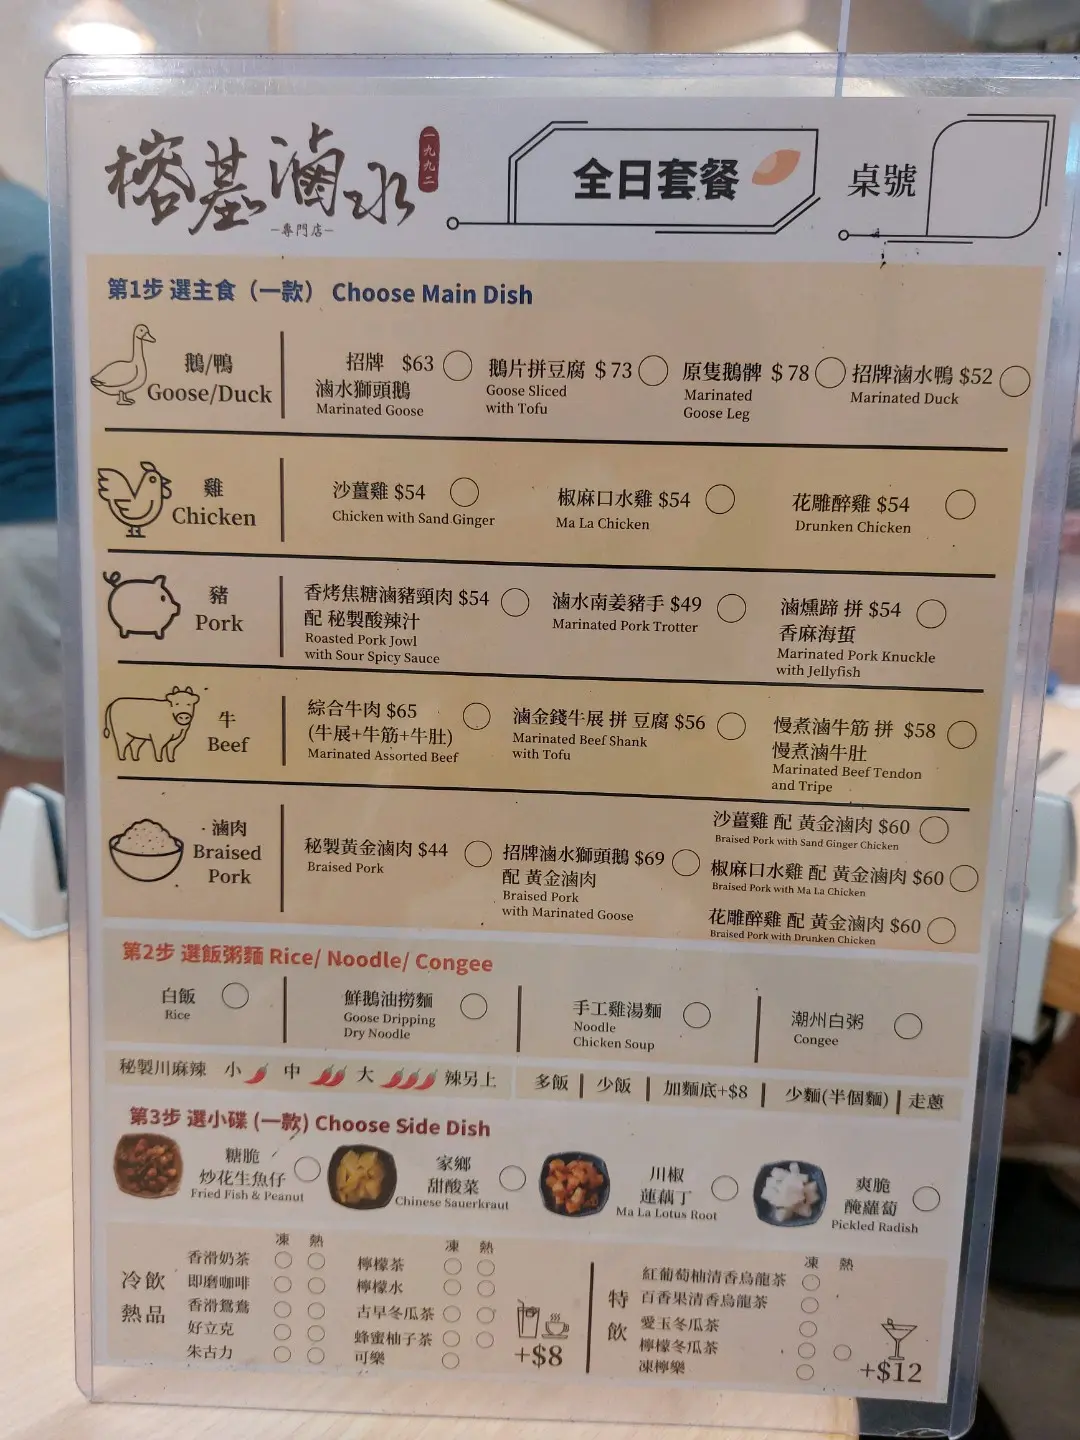 榕基滷水
一九九二
—專門店—
全日套餐
桌號
第1步 選主食（一款） Choose Main Dish
鵝/鴨
Goose/Duck
招牌 $63
滷水獅頭鵝
Marinated Goose
鵝片拼豆腐 $73
Goose Sliced
with Tofu
原隻鵝髀 $78
Marinated
Goose Leg
招牌滷水鴨 $52
Marinated Duck
雞
Chicken
沙薑雞 $54
Chicken with Sand Ginger
椒麻口水雞 $54
Ma La Chicken
花雕醉雞 $54
Drunken Chicken
豬
Pork
香烤焦糖滷豬頸肉 $54
配 秘製酸辣汁
Roasted Pork Jowl
with Sour Spicy Sauce
滷水南姜豬手 $49
Marinated Pork Trotter
滷燻蹄 拼 $54
香麻海蜇
Marinated Pork Knuckle
with Jellyfish
牛
Beef
綜合牛肉 $65
(牛展+牛筋+牛肚)
Marinated Assorted Beef
滷金錢牛展 拼 豆腐 $56
Marinated Beef Shank
with Tofu
慢煮滷牛筋 拼 $58
慢煮滷牛肚
Marinated Beef Tendon
and Tripe
滷肉
Braised
Pork
秘製黃金滷肉 $44
Braised Pork
招牌滷水獅頭鵝 $69
配 黃金滷肉
Braised Pork
with Marinated Goose
沙薑雞 配 黃金滷肉 $60
Braised Pork with Sand Ginger Chicken
椒麻口水雞 配 黃金滷肉 $60
Braised Pork with Ma La Chicken
花雕醉雞 配 黃金滷肉 $60
Braised Pork with Drunken Chicken
第2步 選飯粥麵 Rice/ Noodle/ Congee
白飯
Rice
鮮鵝油撈麵
Goose Dripping
Dry Noodle
手工雞湯麵
Noodle
Chicken Soup
潮州白粥
Congee
秘製川麻辣 小 中 大 辣另上
多飯 | 少飯 | 加麵底+$8 | 少麵(半個麵) | 走蔥
第3步 選小碟 (一款) Choose Side Dish
糖脆
炒花生魚仔
Fried Fish & Peanut
家鄉
甜酸菜
Chinese Sauerkraut
川椒
蓮藕丁
Ma La Lotus Root
爽脆
醃蘿蔔
Pickled Radish
冷飲
熱品
凍 熱
香滑奶茶
即磨咖啡
香滑鴛鴦
好立克
朱古力
凍 熱
檸檬茶
檸檬水
古早冬瓜茶
蜂蜜柚子茶
可樂
+$8
特
飲
凍 熱
紅葡萄柚清香烏龍茶
百香果清香烏龍茶
愛玉冬瓜茶
檸檬冬瓜茶
凍檸樂
+$12